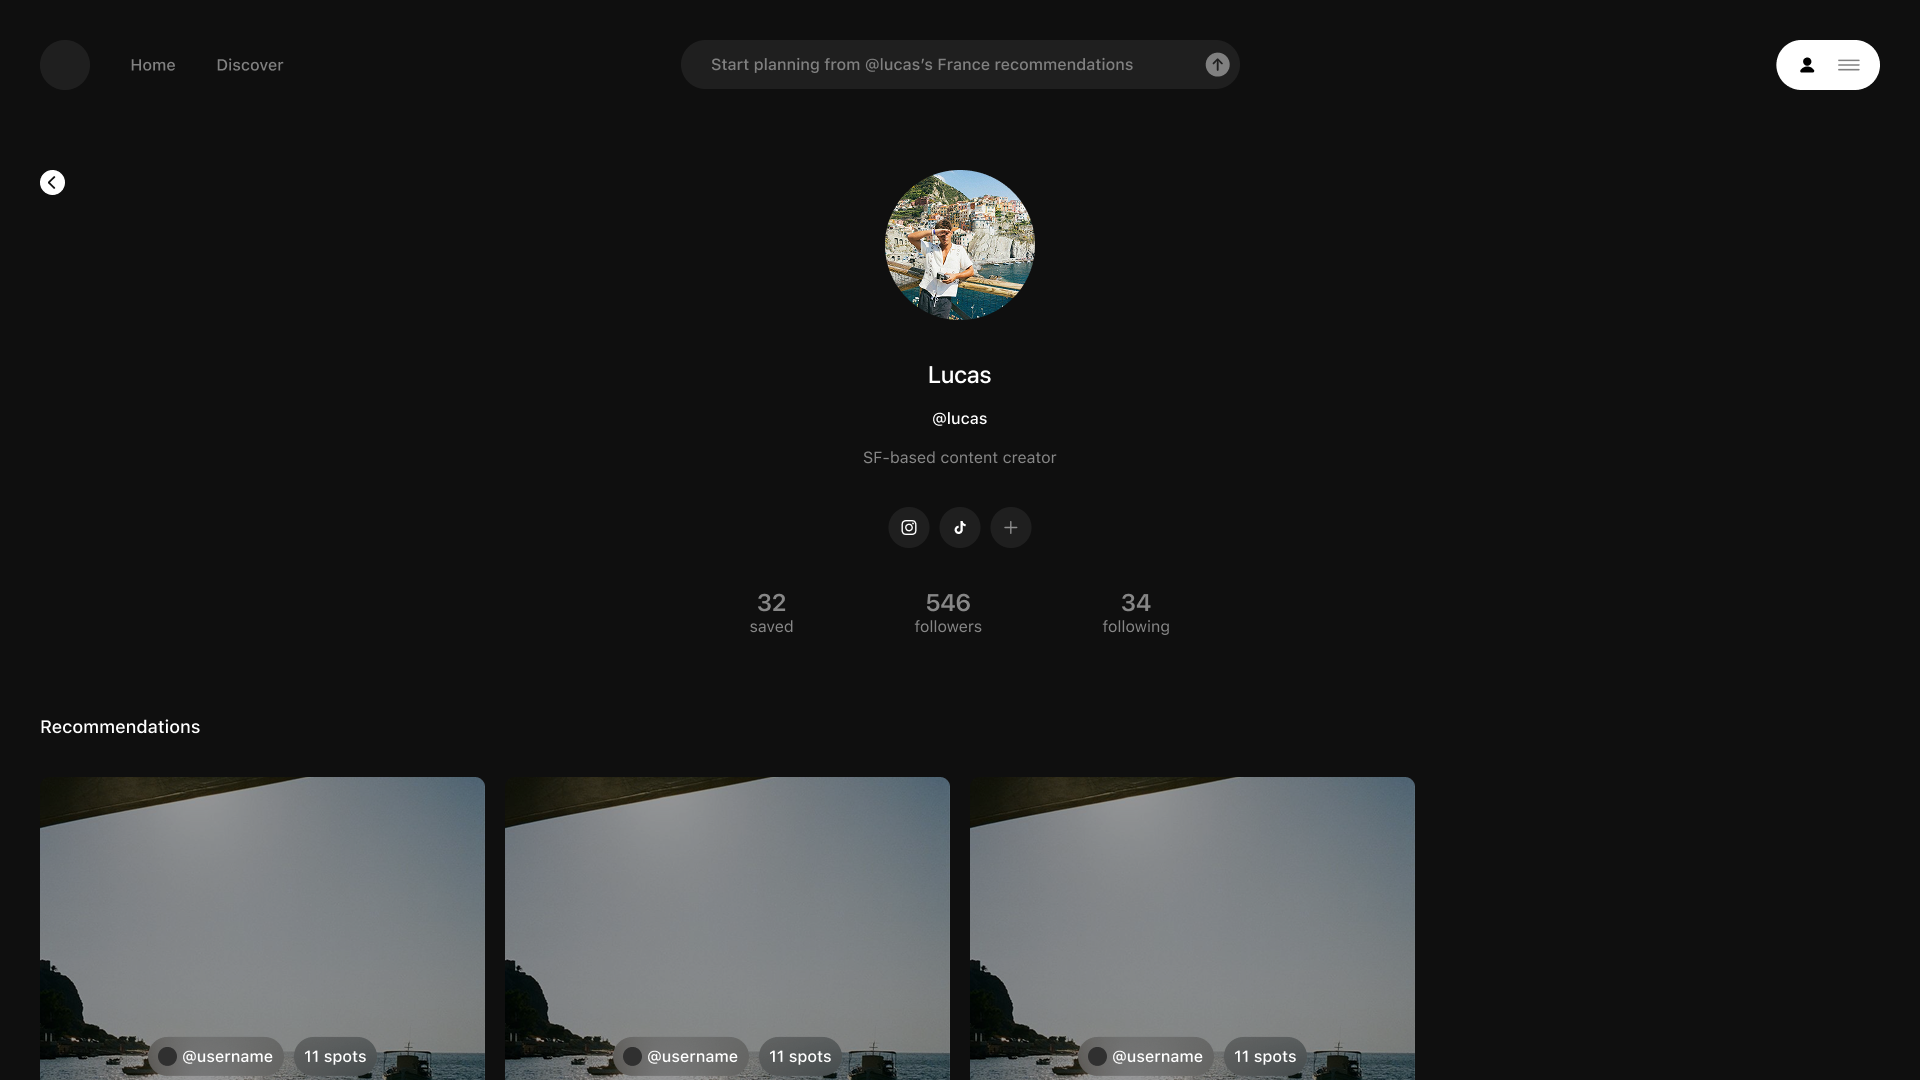 Home
Discover
Start planning from @lucas’s France recommendations
Lucas
@lucas
SF-based content creator
32
saved
546
followers
34
following
Recommendations
@username
11 spots
@username
11 spots
@username
11 spots